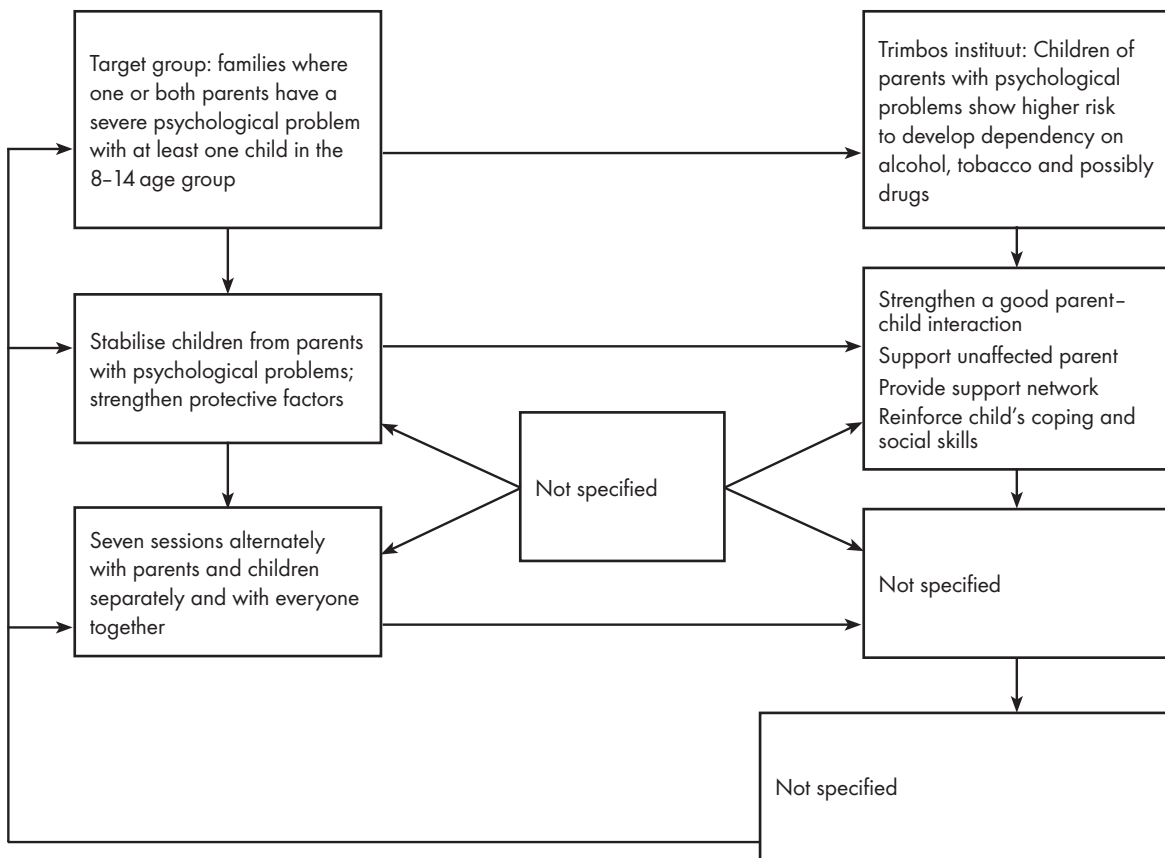 Target group: families where
one or both parents have a
severe psychological problem
with at least one child in the
8–14 age group
Trimbos instituut: Children of
parents with psychological
problems show higher risk
to develop dependency on
alcohol, tobacco and possibly
drugs
Stabilise children from parents
with psychological problems;
strengthen protective factors
Strengthen a good parent–
child interaction
Support unaffected parent
Provide support network
Reinforce child’s coping and
social skills
Not specified
Seven sessions alternately
with parents and children
separately and with everyone
together
Not specified
Not specified